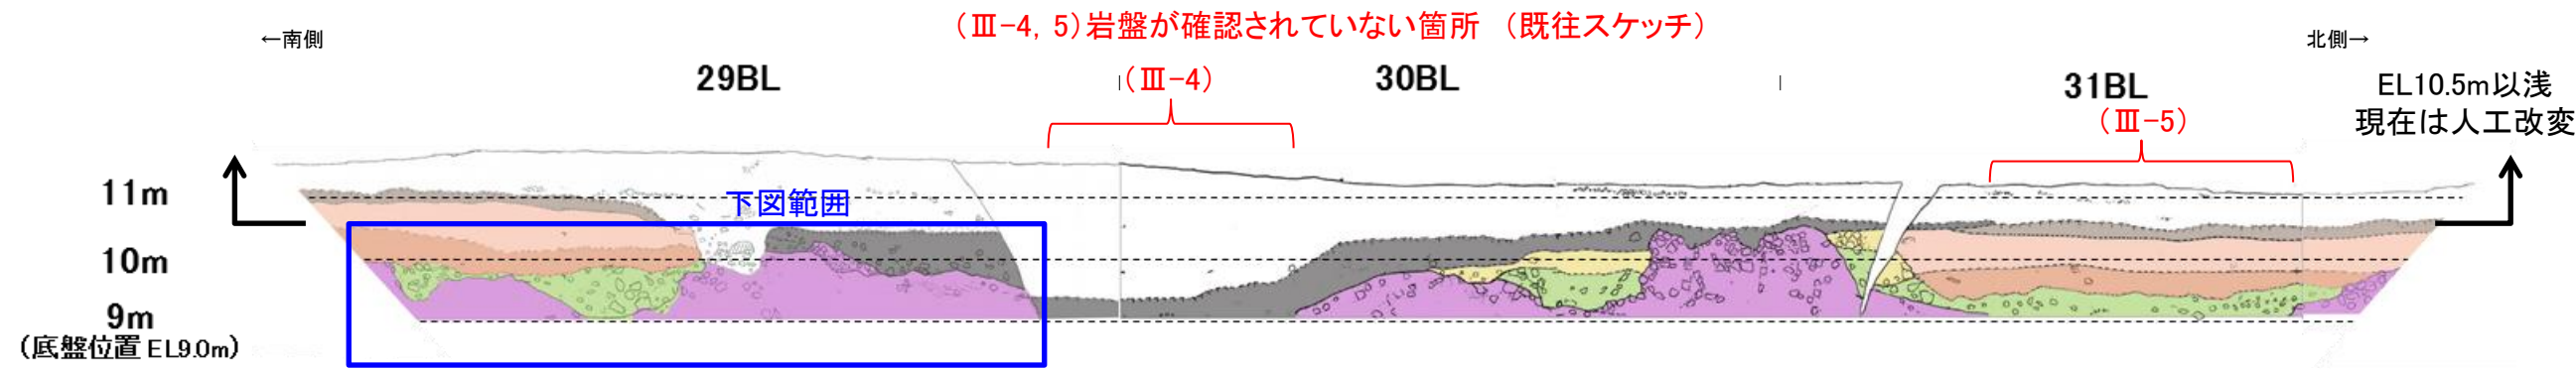 (Ⅲ-4, 5)岩盤が確認されていない箇所 (既往スケッチ)
←南側
北側→
29BL
(Ⅲ-4)
30BL
31BL
(Ⅲ-5)
EL10.5m以浅
現在は人工改変
11m
下図範囲
10m
9m
(底盤位置 EL9.0m)